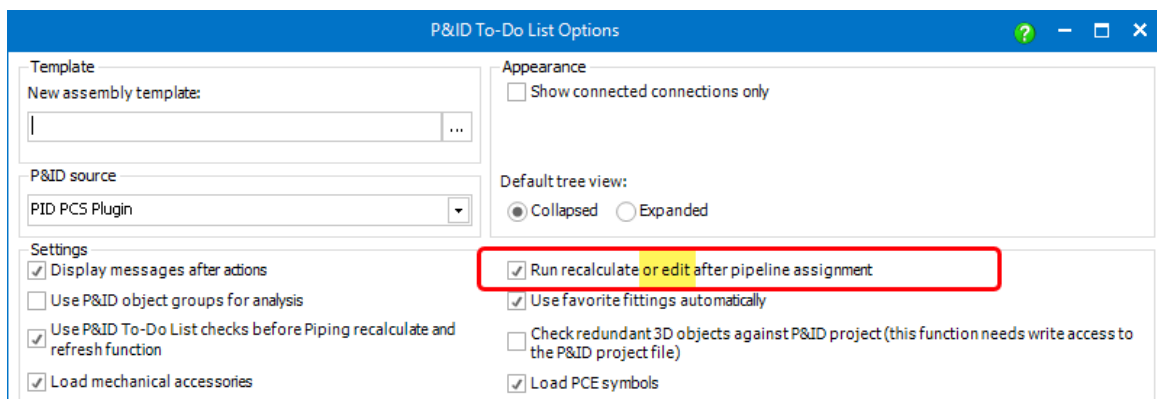 P&ID To-Do List Options
?
Template
New assembly template:
...
P&ID source
PID PCS Plugin
Appearance
Show connected connections only
Default tree view:
Collapsed
Expanded
Settings
Display messages after actions
Use P&ID object groups for analysis
Use P&ID To-Do List checks before Piping recalculate and
refresh function
Load mechanical accessories
Run recalculate or edit after pipeline assignment
Use favorite fittings automatically
Check redundant 3D objects against P&ID project (this function needs write access to
the P&ID project file)
Load PCE symbols